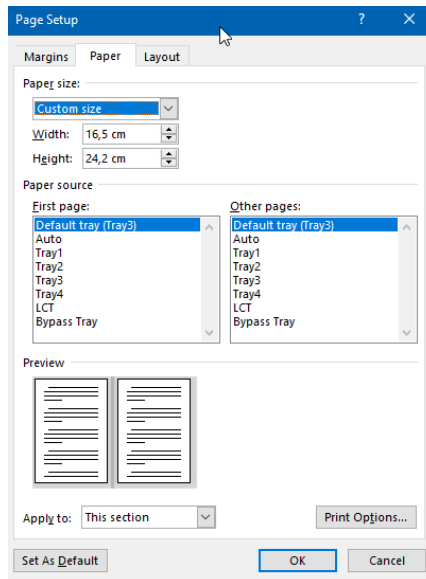 Page Setup ?
Margins Paper Layout
Paper size:
Custom size
Width: 16,5 cm
Height: 24,2 cm
Paper source
First page: Other pages:
Default tray (Tray3) Default tray (Tray3)
Auto Auto
Tray1 Tray1
Tray2 Tray2
Tray3 Tray3
Tray4 Tray4
LCT LCT
Bypass Tray Bypass Tray
Preview
Apply to: This section Print Options...
Set As Default OK Cancel